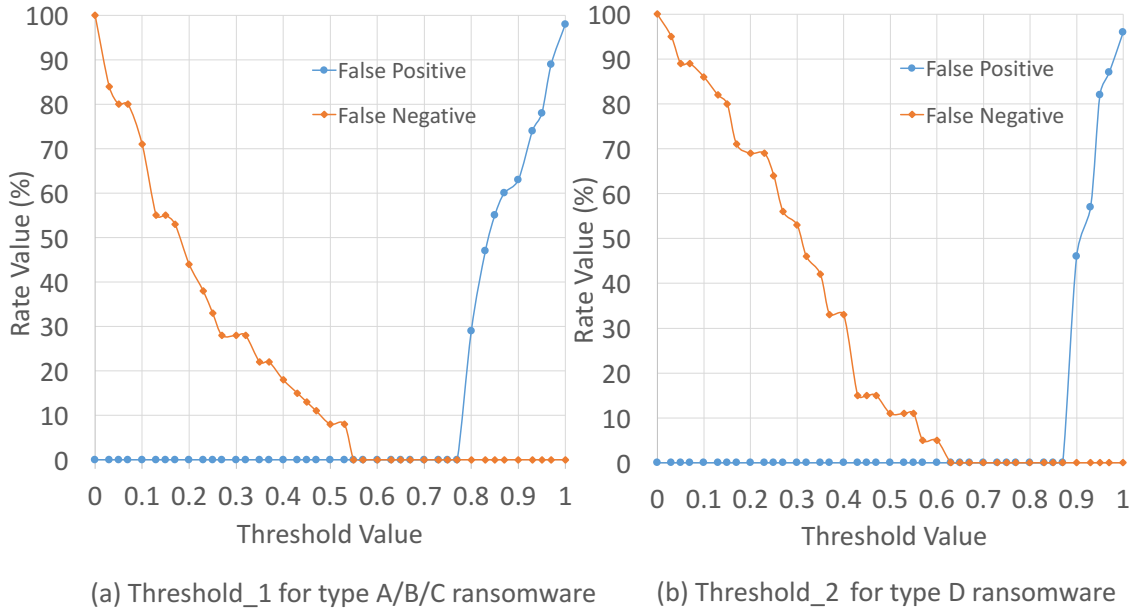 100
90
80
70
60
50
40
30
20
10
0
Rate Value (%)
False Positive
False Negative
0 0.1 0.2 0.3 0.4 0.5 0.6 0.7 0.8 0.9 1
Threshold Value
(a) Threshold_1 for type A/B/C ransomware
100
90
80
70
60
50
40
30
20
10
0
Rate Value (%)
False Positive
False Negative
0 0.1 0.2 0.3 0.4 0.5 0.6 0.7 0.8 0.9 1
Threshold Value
(b) Threshold_2 for type D ransomware